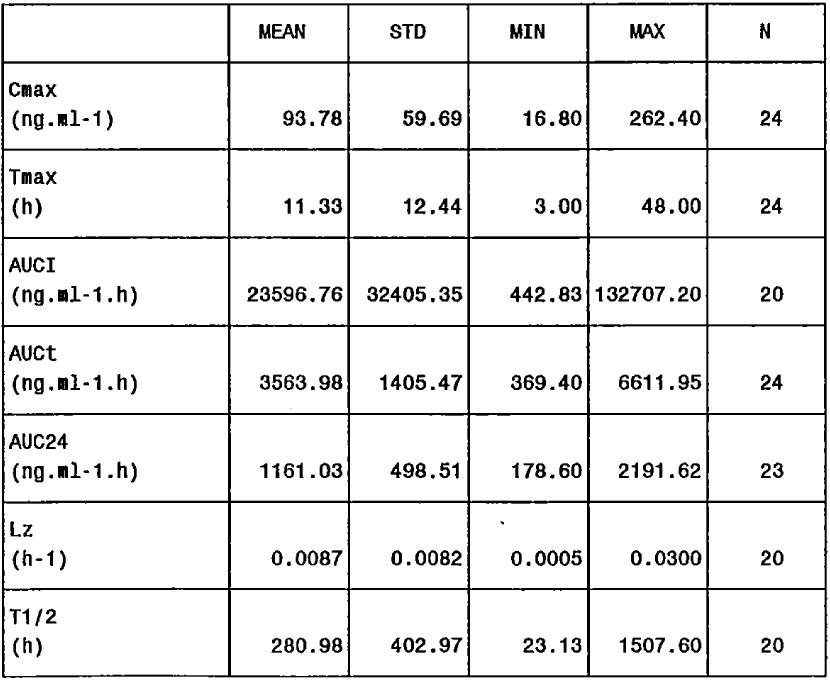 MEAN STD MIN MAX N
Cmax
(ng.ml-1) 93.78 59.69 16.80 262.40 24
Tmax
(h) 11.33 12.44 3.00 48.00 24
AUCI
(ng.ml-1.h) 23596.76 32405.35 442.83 132707.20 20
AUCt
(ng.ml-1.h) 3563.98 1405.47 369.40 6611.95 24
AUC24
(ng.ml-1.h) 1161.03 498.51 178.60 2191.62 23
Lz
(h-1) 0.0087 0.0082 0.0005 0.0300 20
T1/2
(h) 280.98 402.97 23.13 1507.60 20